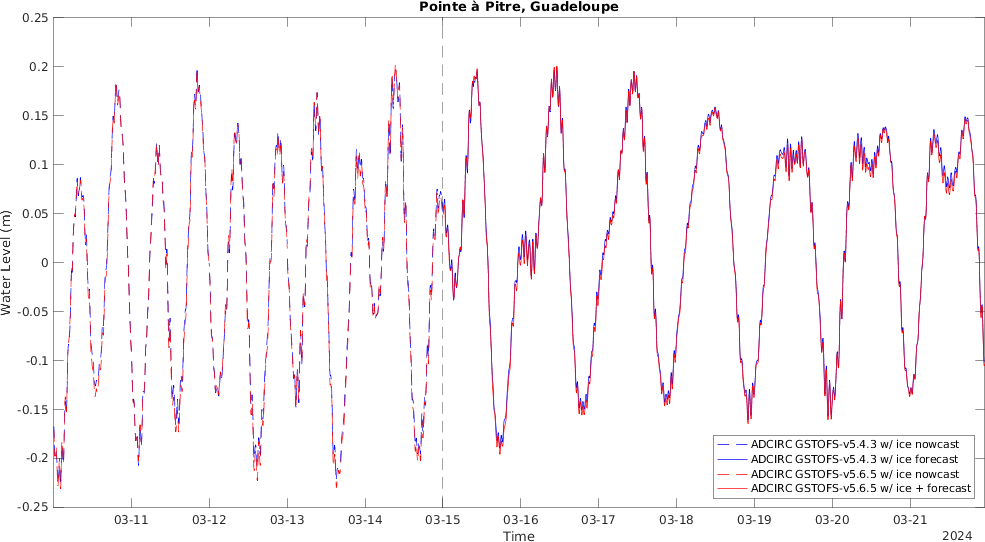 Pointe à Pitre, Guadeloupe
0.25
0.2
0.15
0.1
0.05
0
-0.05
-0.1
-0.15
-0.2
-0.25
Water Level (m)
03-11 03-12 03-13 03-14 03-15 03-16 03-17 03-18 03-19 03-20 03-21
Time
2024
ADCIRC GSTOFS-v5.4.3 w/ ice nowcast
ADCIRC GSTOFS-v5.4.3 w/ ice forecast
ADCIRC GSTOFS-v5.6.5 w/ ice nowcast
ADCIRC GSTOFS-v5.6.5 w/ ice + forecast